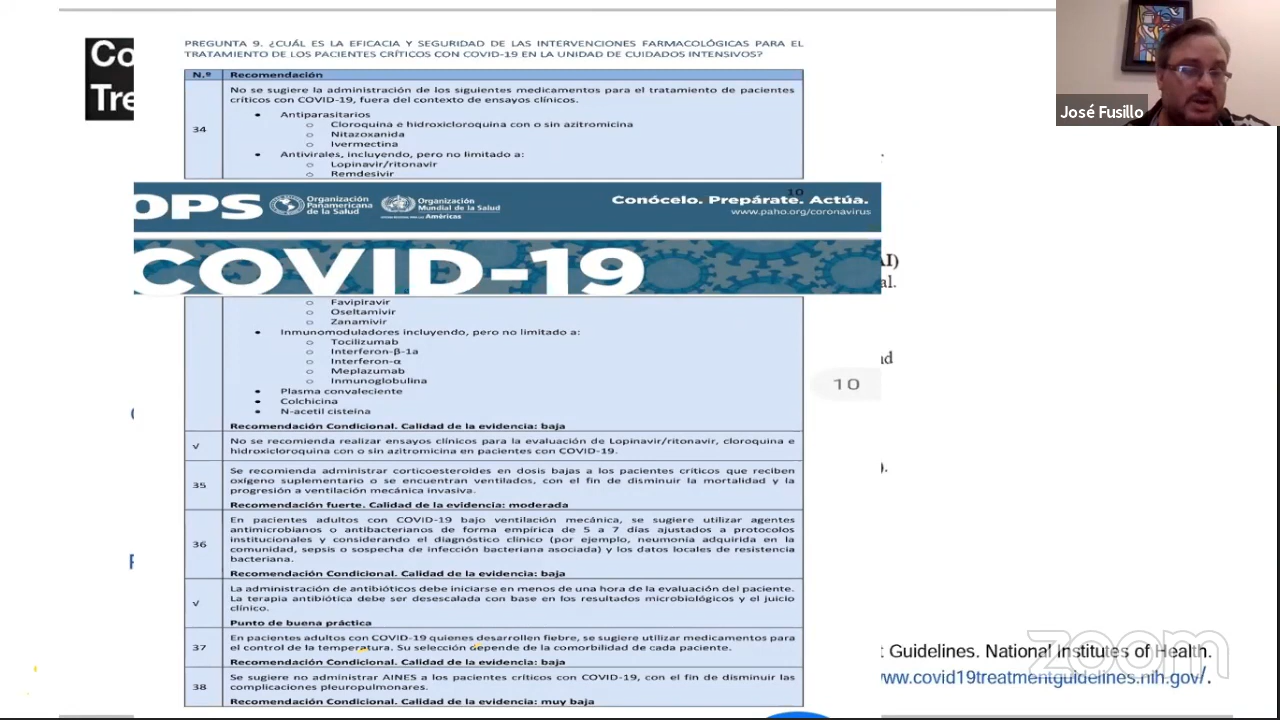 Co
Tre
PREGUNTA 9. ¿CUÁL ES LA EFICACIA Y SEGURIDAD DE LAS INTERVENCIONES FARMACOLÓGICAS PARA EL
TRATAMIENTO DE LOS PACIENTES CRÍTICOS CON COVID-19 EN LA UNIDAD DE CUIDADOS INTENSIVOS?
N.º Recomendación
No se sugiere la administración de los siguientes medicamentos para el tratamiento de pacientes
críticos con COVID-19, fuera del contexto de ensayos clínicos.
34
• Antiparasitarios
o Cloroquina e hidroxicloroquina con o sin azitromicina
o Nitazoxanida
o Ivermectina
• Antivirales, incluyendo, pero no limitado a:
o Lopinavir/ritonavir
o Remdesivir
10
OPS
Organización
Panamericana
de la Salud
Organización
Mundial de la Salud
Américas
Conócelo. Prepárate. Actúa.
www.paho.org/coronavirus
COVID-19
o Favipiravir
o Oseltamivir
o Zanamivir
• Inmunomoduladores incluyendo, pero no limitado a:
o Tocilizumab
o Interferon-β-1a
o Interferon-α
o Meplazumab
o Inmunoglobulina
• Plasma convaleciente
• Colchicina
• N-acetil cisteína
Recomendación Condicional. Calidad de la evidencia: baja
√ No se recomienda realizar ensayos clínicos para la evaluación de Lopinavir/ritonavir, cloroquina e
hidroxicloroquina con o sin azitromicina en pacientes con COVID-19.
35 Se recomienda administrar corticoesteroides en dosis bajas a los pacientes críticos que reciben
oxígeno suplementario o se encuentran ventilados, con el fin de disminuir la mortalidad y la
progresión a ventilación mecánica invasiva.
Recomendación fuerte. Calidad de la evidencia: moderada
36 En pacientes adultos con COVID-19 bajo ventilación mecánica, se sugiere utilizar agentes
antimicrobianos o antibacterianos de forma empírica de 5 a 7 días ajustados a protocolos
institucionales y considerando el diagnóstico clínico (por ejemplo, neumonía adquirida en la
comunidad, sepsis o sospecha de infección bacteriana asociada) y los datos locales de resistencia
bacteriana.
Recomendación Condicional. Calidad de la evidencia: baja
√ La administración de antibióticos debe iniciarse en menos de una hora de la evaluación del paciente.
La terapia antibiótica debe ser desescalada con base en los resultados microbiológicos y el juicio
clínico.
Punto de buena práctica
37 En pacientes adultos con COVID-19 quienes desarrollen fiebre, se sugiere utilizar medicamentos para
el control de la temperatura. Su selección depende de la comorbilidad de cada paciente.
Recomendación Condicional. Calidad de la evidencia: baja
38 Se sugiere no administrar AINES a los pacientes críticos con COVID-19, con el fin de disminuir las
complicaciones pleuropulmonares.
Recomendación Condicional. Calidad de la evidencia: muy baja
José Fusillo
AI)
al.
nd
10
).
t Guidelines. National Institutes of Health.
ww.covid19treatmentguidelines.nih.gov/.
zoom